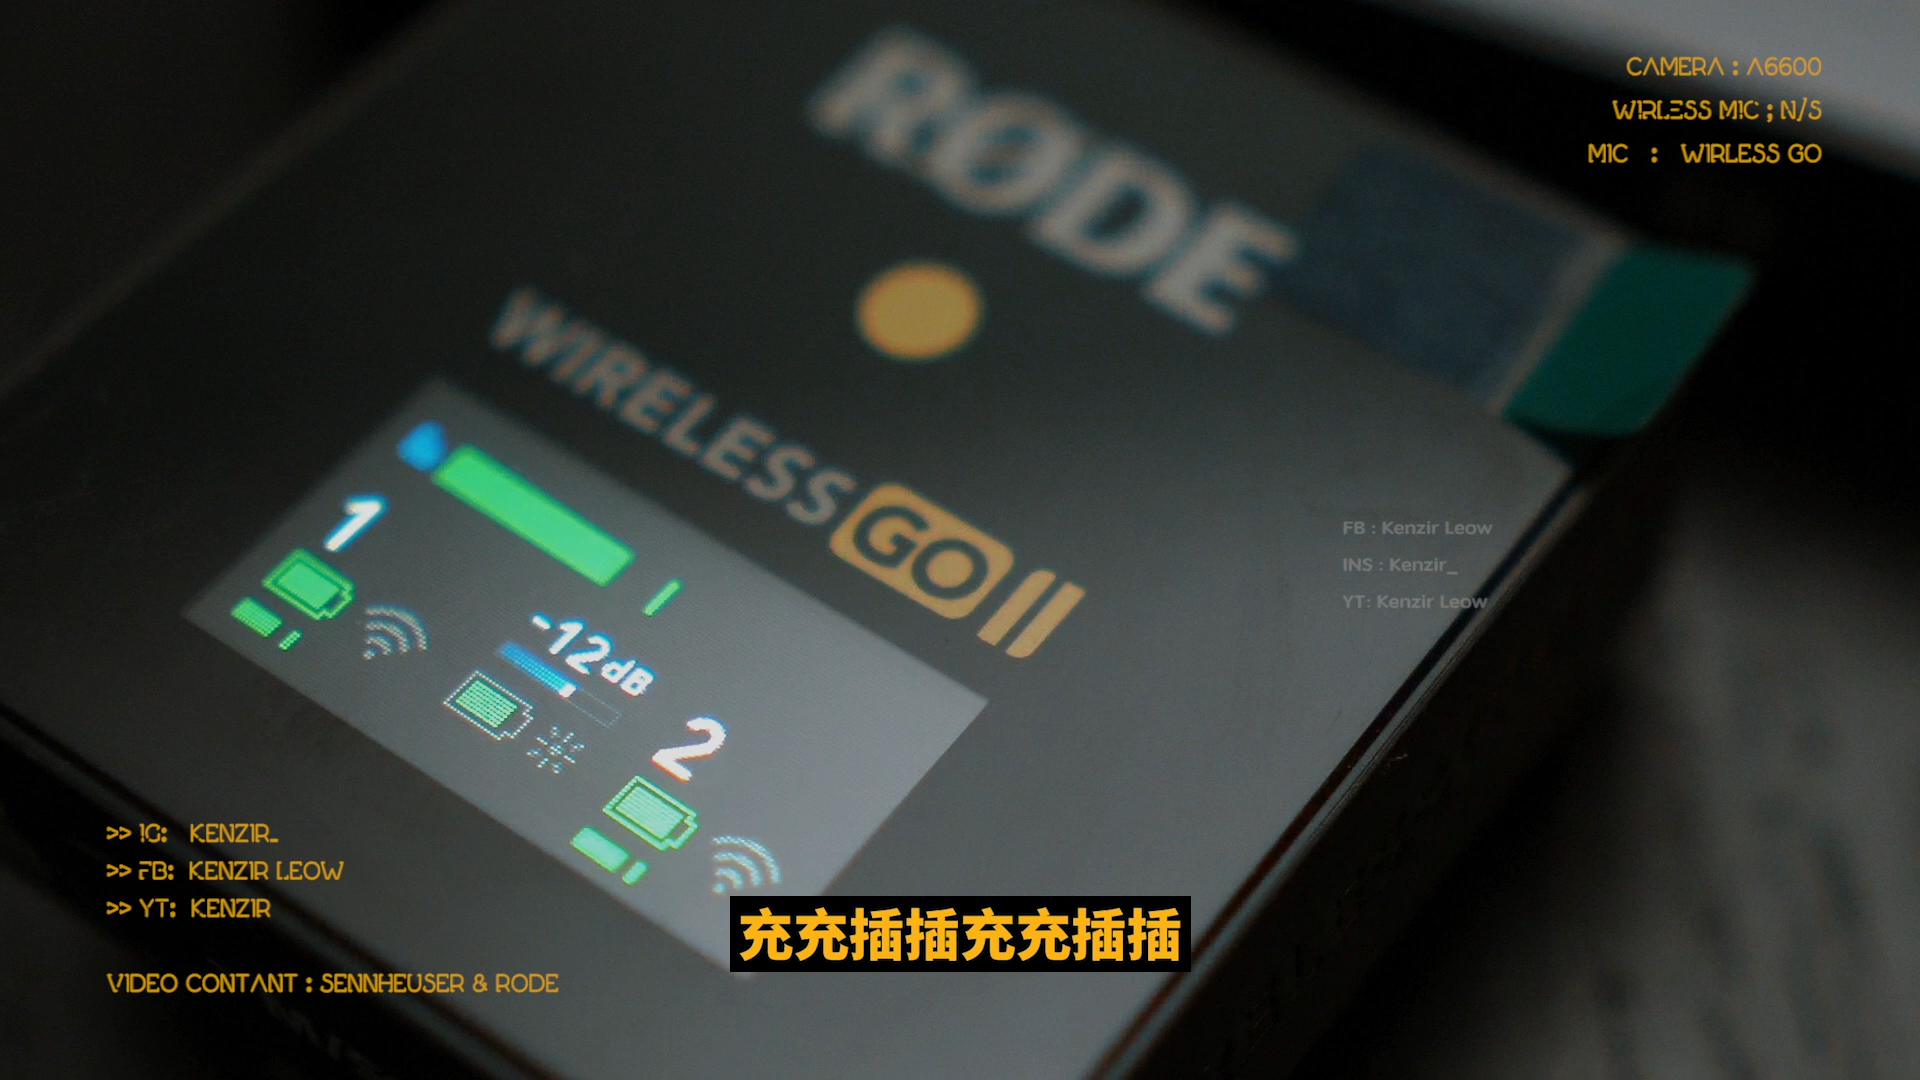 CAMERA : A6600
WIRLESS MIC ; N/S
MIC : WIRLESS GO
RØDE
WIRELESS GO II
1
-12dB
2
FB : Kenzir Leow
INS : Kenzir_
YT: Kenzir Leow
>> IG: KENZIR_
>> FB: KENZIR LEOW
>> YT: KENZIR
充充插插充充插插
VIDEO CONTANT : SENNHEUSER & RODE